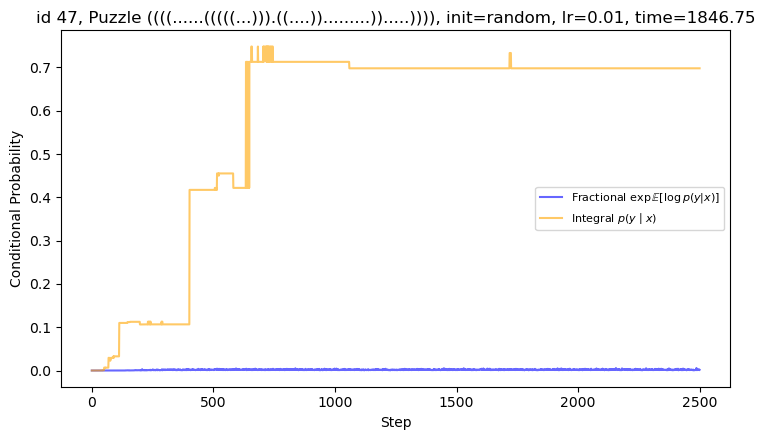 id 47, Puzzle ((((......(((((...))).((....)).........)).....)))), init=random, lr=0.01, time=1846.75
0.7
0.6
0.5
0.4
0.3
0.2
0.1
0.0
Conditional Probability
Fractional exp𝔼[log p(y|x)]
Integral p(y | x)
0
500
1000
1500
2000
2500
Step